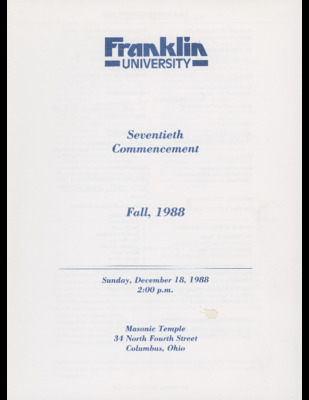 Franklin
UNIVERSITY
Seventieth
Commencement
Fall, 1988
Sunday, December 18, 1988
2:00 p.m.
Masonic Temple
34 North Fourth Street
Columbus, Ohio